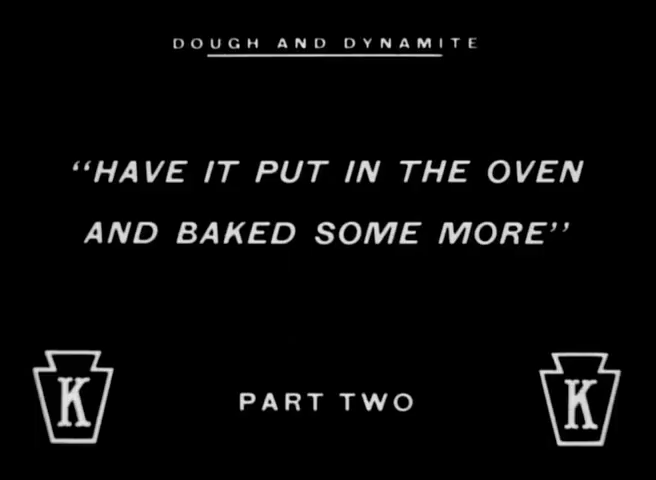 DOUGH AND DYNAMITE
“HAVE IT PUT IN THE OVEN
AND BAKED SOME MORE”
K
PART TWO
K